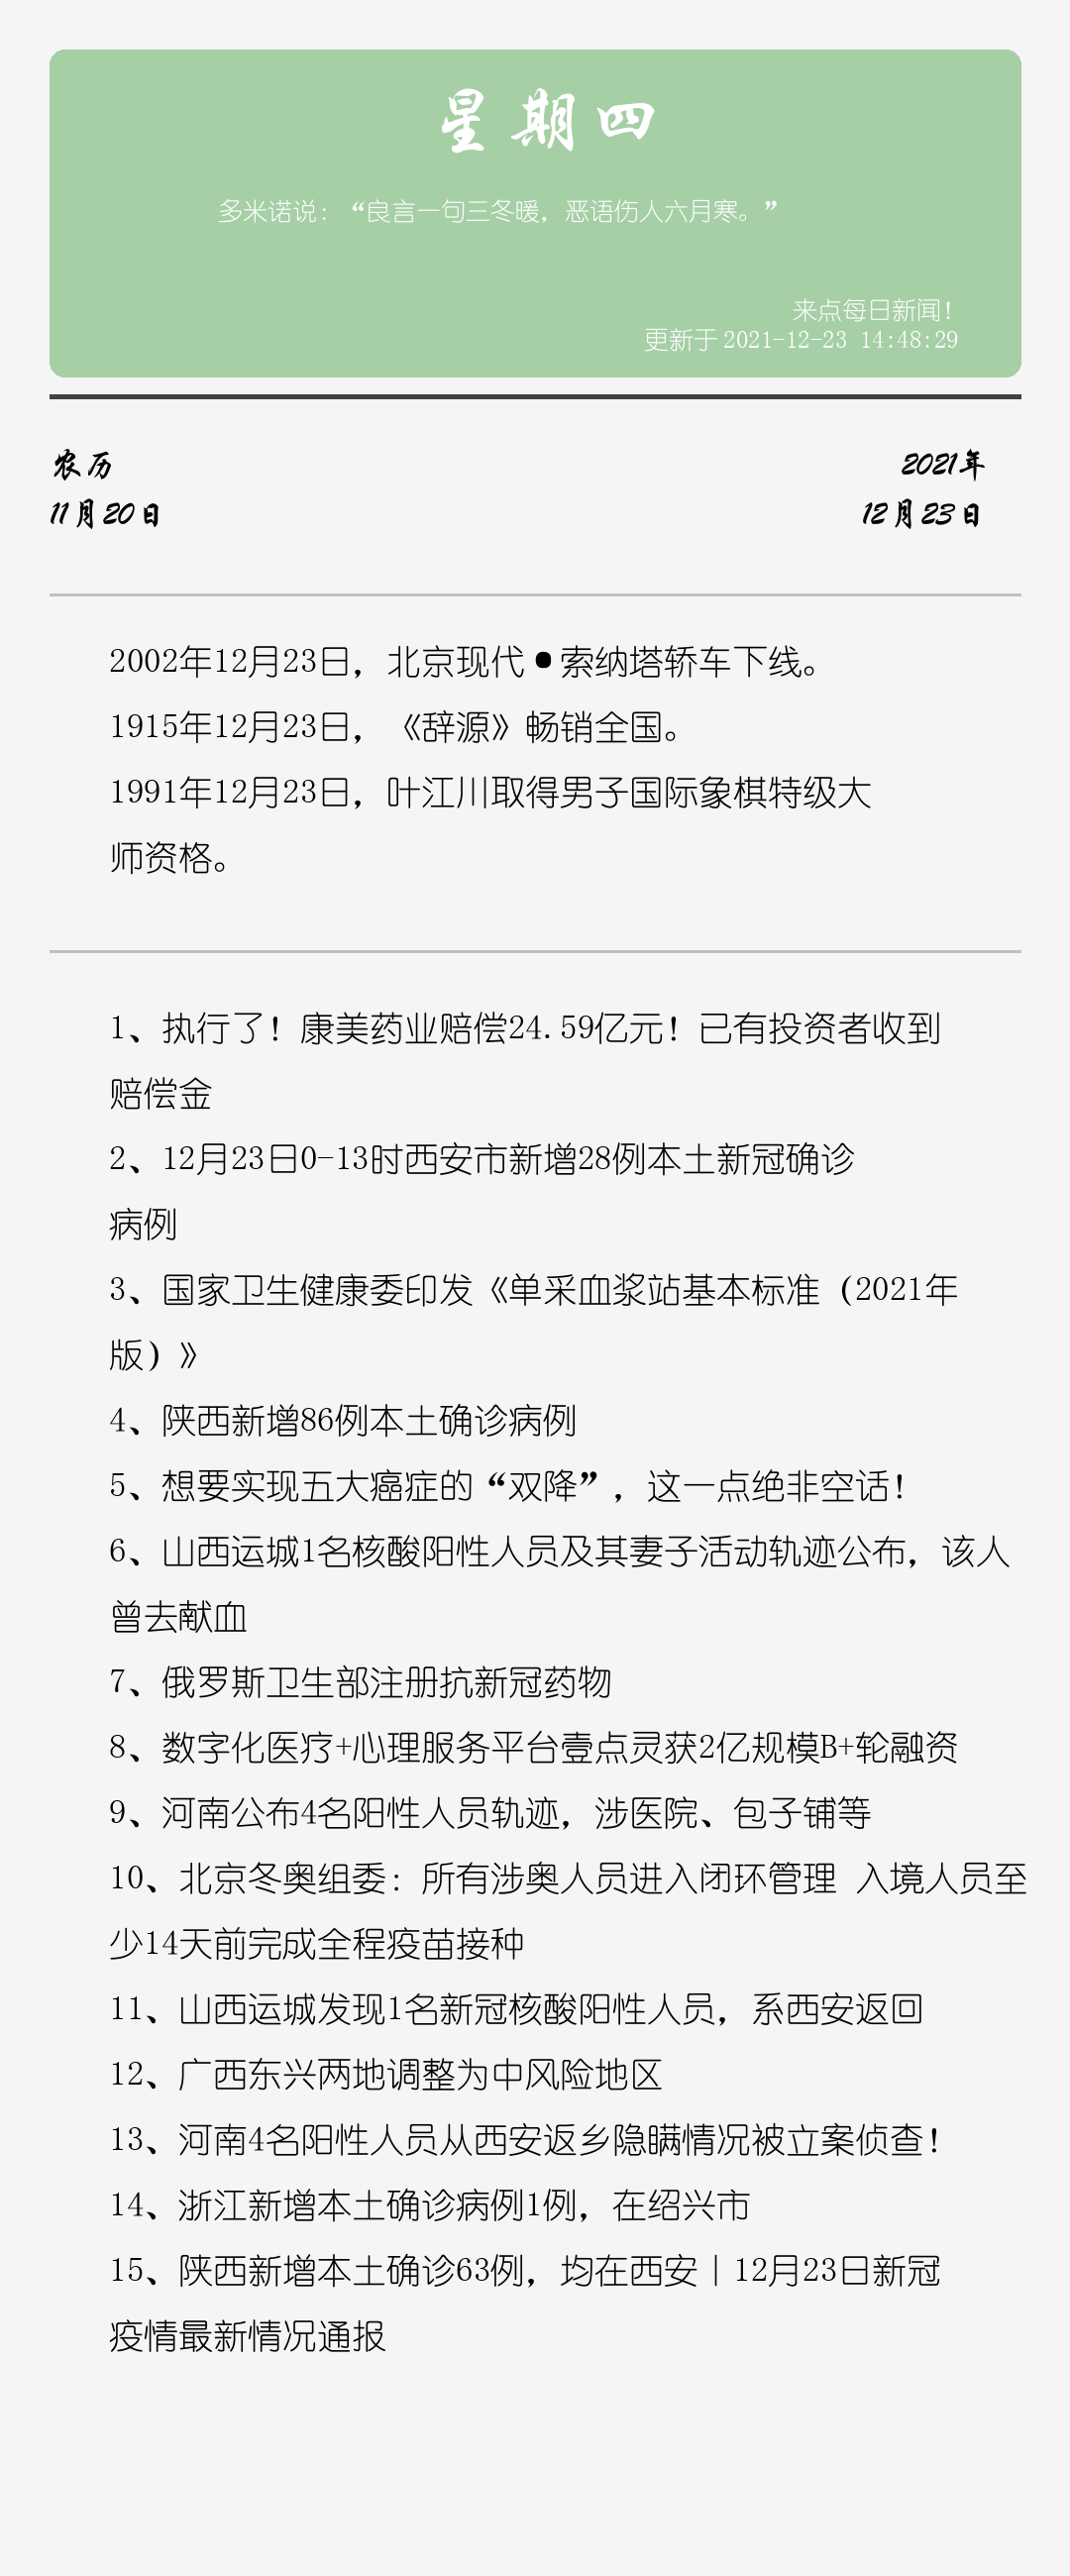 星期四
多米诺说：“良言一句三冬暖，恶语伤人六月寒。”
来点每日新闻！
更新于2021-12-23 14:48:29
农历
2021年
11月20日
12月23日
2002年12月23日，北京现代●索纳塔轿车下线。
1915年12月23日，《辞源》畅销全国。
1991年12月23日，叶江川取得男子国际象棋特级大
师资格。
1、执行了！康美药业赔偿24.59亿元！已有投资者收到
赔偿金
2、12月23日0-13时西安市新增28例本土新冠确诊
病例
3、国家卫生健康委印发《单采血浆站基本标准（2021年
版）》
4、陕西新增86例本土确诊病例
5、想要实现五大癌症的“双降”，这一点绝非空话！
6、山西运城1名核酸阳性人员及其妻子活动轨迹公布，该人
曾去献血
7、俄罗斯卫生部注册抗新冠药物
8、数字化医疗+心理服务平台壹点灵获2亿规模B+轮融资
9、河南公布4名阳性人员轨迹，涉医院、包子铺等
10、北京冬奥组委：所有涉奥人员进入闭环管理 入境人员至
少14天前完成全程疫苗接种
11、山西运城发现1名新冠核酸阳性人员，系西安返回
12、广西东兴两地调整为中风险地区
13、河南4名阳性人员从西安返乡隐瞒情况被立案侦查！
14、浙江新增本土确诊病例1例，在绍兴市
15、陕西新增本土确诊63例，均在西安｜12月23日新冠
疫情最新情况通报